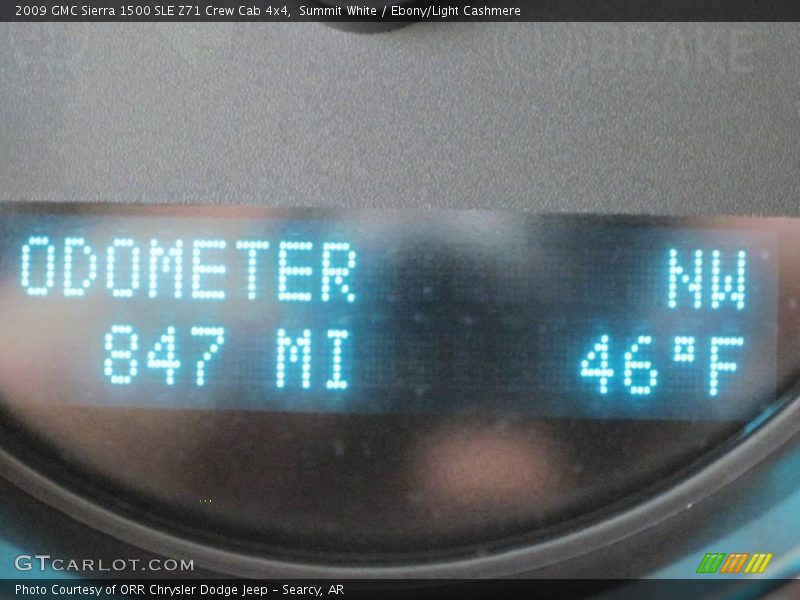 2009 GMC Sierra 1500 SLE Z71 Crew Cab 4x4,  Summit White / Ebony/Light Cashmere
BRAKE
ODOMETER NW
847 MI 46°F
GTCARLOT.COM
Photo Courtesy of ORR Chrysler Dodge Jeep - Searcy, AR